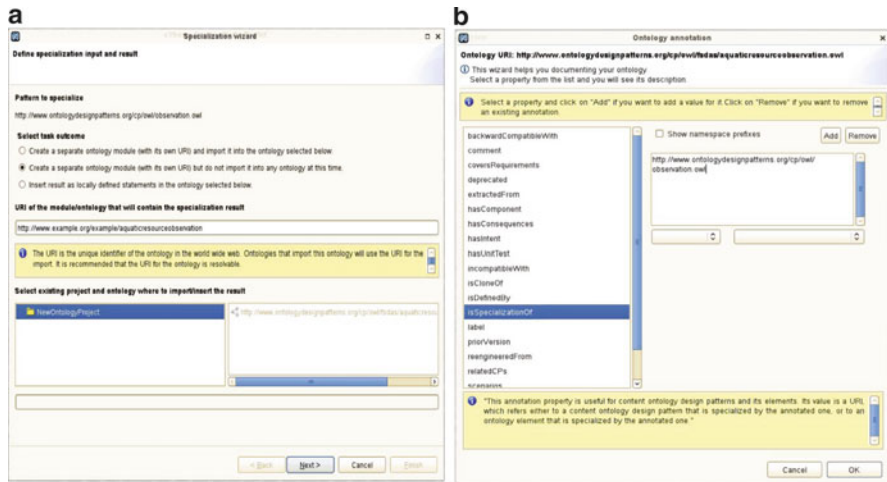 a
Specialization wizard
Define specialization input and result
Pattern to specialize
http://www.ontologydesignpatterns.org/cp/owl/observation.owl
Select task outcome
Create a separate ontology module (with its own URI) and import it into the ontology selected below.
Create a separate ontology module (with its own URI) but do not import it into any ontology at this time.
Insert result as locally defined statements in the ontology selected below.
URI of the module/ontology that will contain the specialization result
http://www.example.org/example/aquaticresourceobservation
The URI is the unique identifier of the ontology in the world wide web. Ontologies that import this ontology will use the URI for the
import. It is recommended that the URI for the ontology is resolvable.
Select existing project and ontology where to import/insert the result
NewOntologyProject
http://www.ontologydesignpatterns.org/cp/owl/fsdas/aquaticresou
< Back
Next >
Cancel
Finish
b
Ontology annotation
Ontology URI: http://www.ontologydesignpatterns.org/cp/owl/fsdas/aquaticresourceobservation.owl
This wizard helps you documenting your ontology
Select a property from the list and you will see its description.
Select a property and click on "Add" if you want to add a value for it.Click on "Remove" if you want to remove
an existing annotation.
backwardCompatibleWith
comment
coversRequirements
deprecated
extractedFrom
hasComponent
hasConsequences
hasIntent
hasUnitTest
incompatibleWith
isCloneOf
isDefinedBy
isSpecializationOf
label
priorVersion
reengineeredFrom
relatedCPs
scenarios
Show namespace prefixes
Add
Remove
http://www.ontologydesignpatterns.org/cp/owl/
observation.owl
"This annotation property is useful for content ontology design patterns and its elements. Its value is a URI,
which refers either to a content ontology design pattern that is specialized by the annotated one, or to an
ontology element that is specialized by the annotated one."
Cancel
OK